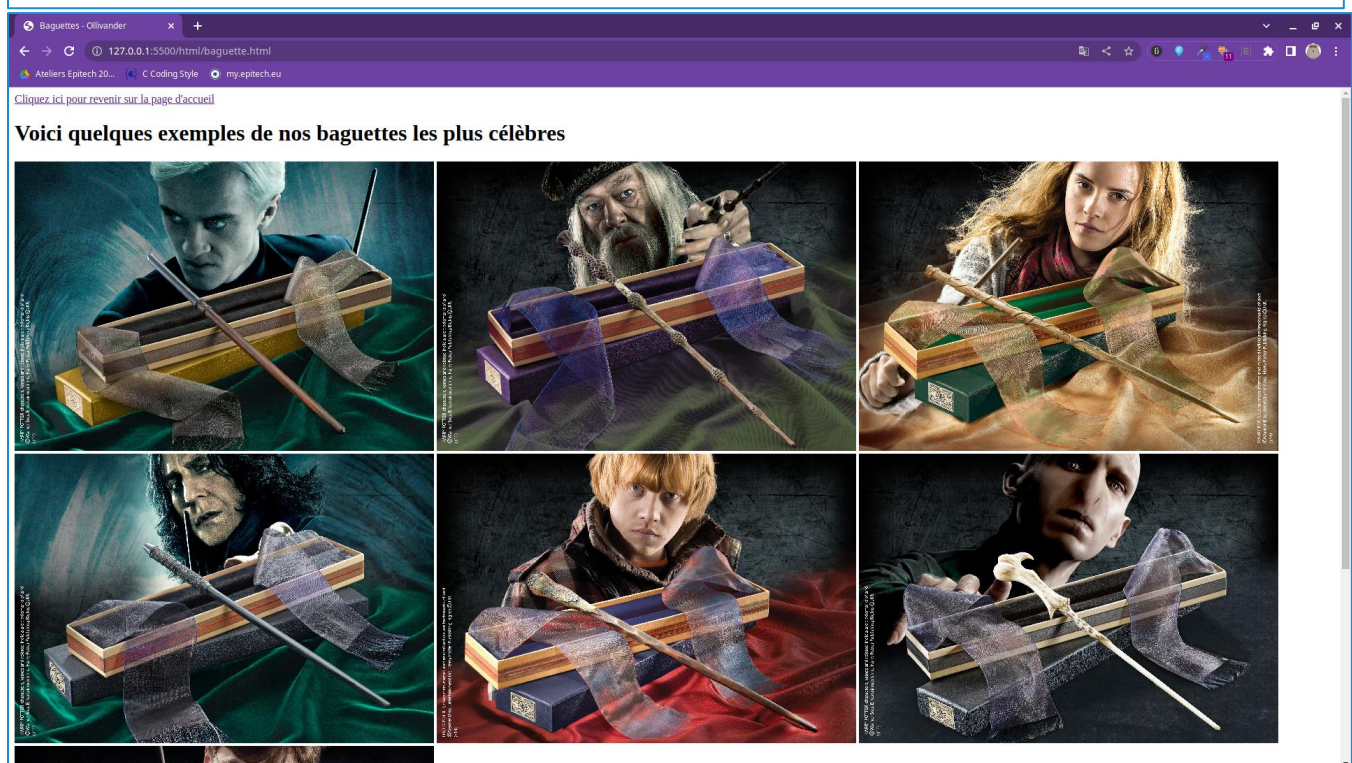 Baguettes - Ollivander
127.0.0.1:5500/html/baguette.html
11
Ateliers Epitech 20...
C Coding Style
my.epitech.eu
Cliquez ici pour revenir sur la page d'accueil
Voici quelques exemples de nos baguettes les plus célèbres